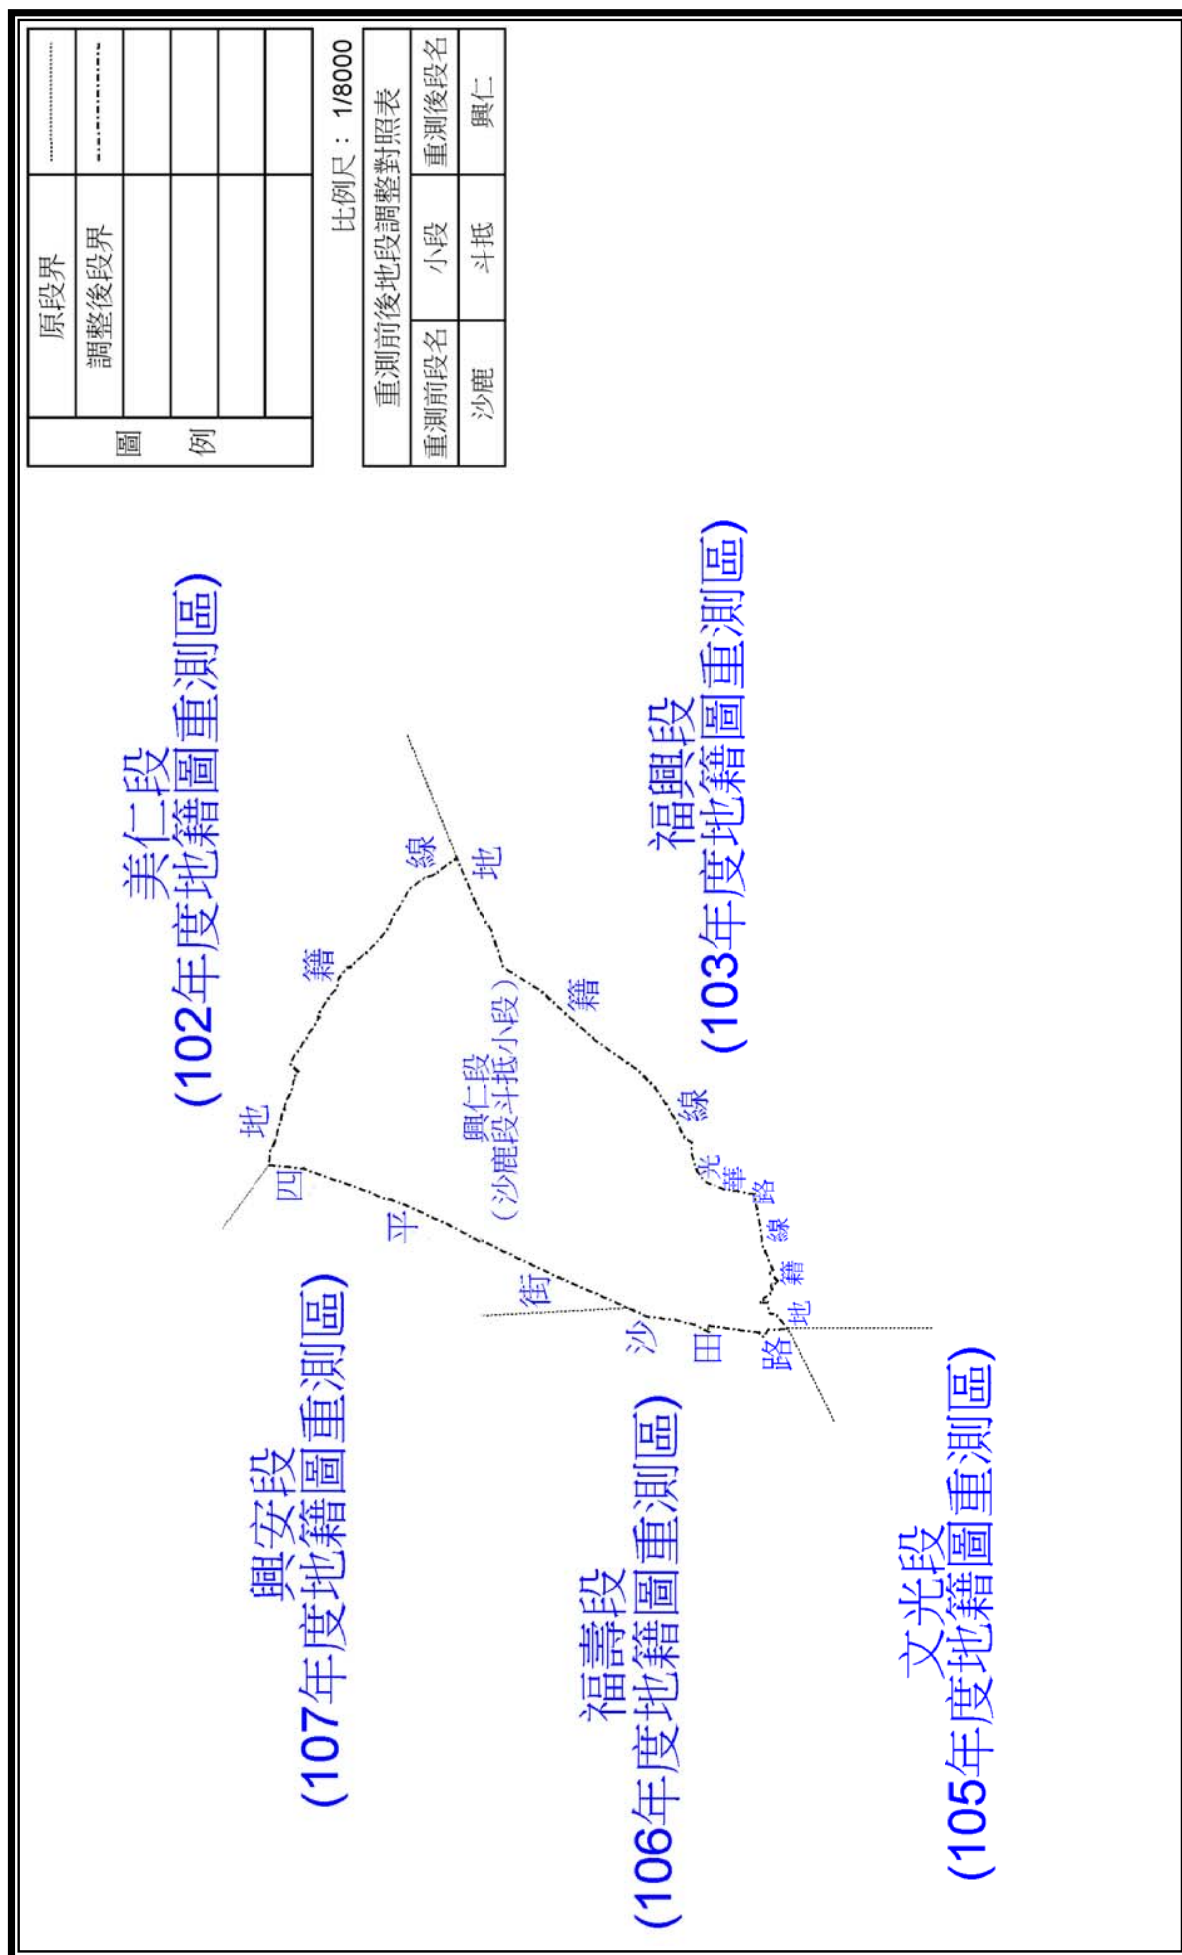 圖例
原段界
調整後段界
比例尺：1/8000
重測前後地段調整對照表
重測前段名 小段 重測後段名
沙鹿 斗抵 興仁
美仁段
(102年度地籍圖重測區)
興安段
(107年度地籍圖重測區)
地籍線
四平街
興仁段
(沙鹿段斗抵小段)
地籍線
福興段
(103年度地籍圖重測區)
光華路
沙田路
地籍線
福壽段
(106年度地籍圖重測區)
文光段
(105年度地籍圖重測區)